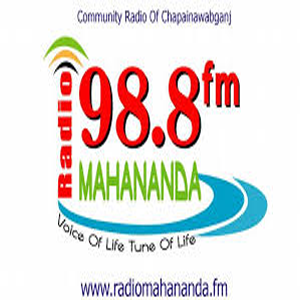 Community Radio Of Chapainawabganj
Radio
98.8fm
MAHANANDA
Voice Of Life Tune Of Life
www.radiomahananda.fm